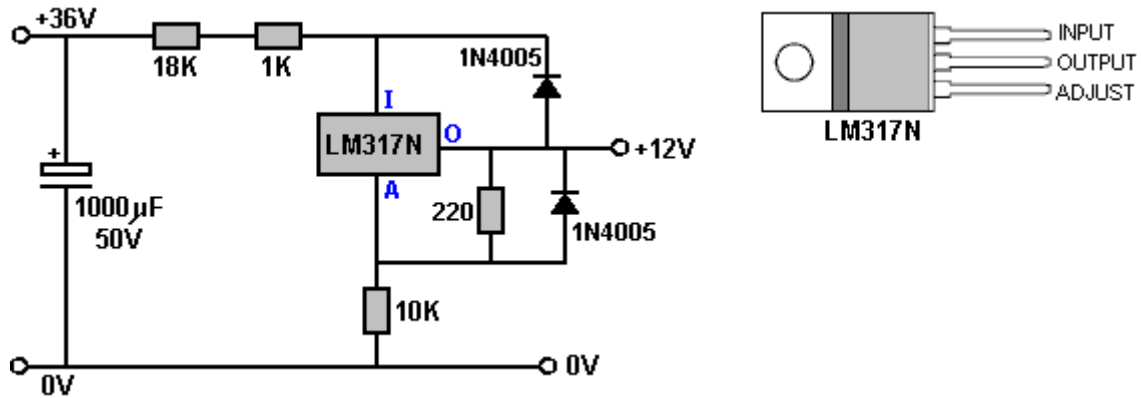 +36V
18K
1K
1N4005
I
LM317N
O
+12V
A
+
1000µF
50V
220
1N4005
10K
0V
0V
INPUT
OUTPUT
ADJUST
LM317N